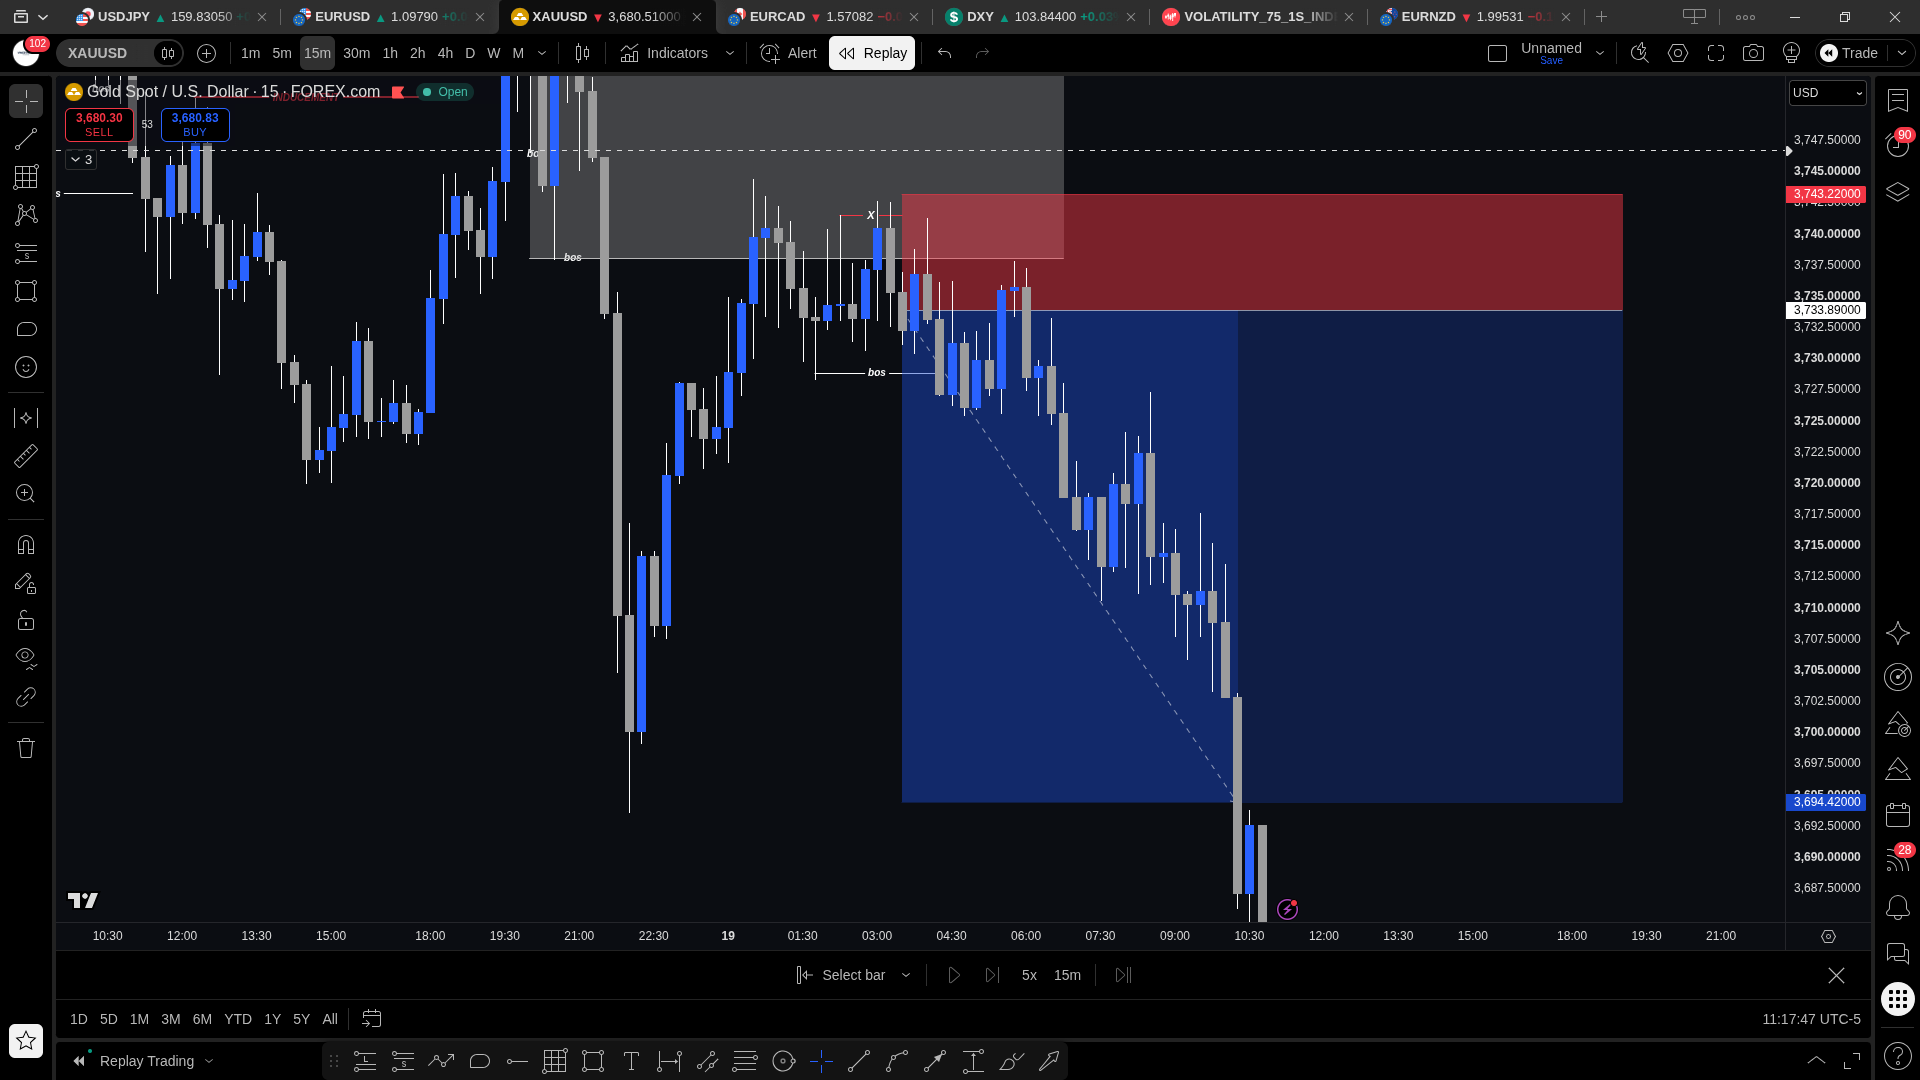 USDJPY 159.83050
EURUSD 1.09790
XAUUSD 3,680.51000
EURCAD 1.57082
DXY 103.84400
VOLATILITY_75_1S_INDI
EURNZD 1.99531
102
XAUUSD
1m 5m 15m 30m 1h 2h 4h D W M
Indicators
Alert
Replay
Unnamed
Save
Trade
Gold Spot / U.S. Dollar · 15 · FOREX.com
Open
INDUCEMENT
3,680.30
SELL
53
3,680.83
BUY
3
bos
X
bos
USD
3,747.50000
3,745.00000
3,743.22000
3,740.00000
3,737.50000
3,735.00000
3,733.89000
3,732.50000
3,730.00000
3,727.50000
3,725.00000
3,722.50000
3,720.00000
3,717.50000
3,715.00000
3,712.50000
3,710.00000
3,707.50000
3,705.00000
3,702.50000
3,700.00000
3,697.50000
3,694.42000
3,692.50000
3,690.00000
3,687.50000
90
28
10:30 12:00 13:30 15:00 18:00 19:30 21:00 22:30 19 01:30 03:00 04:30 06:00 07:30 09:00 10:30 12:00 13:30 15:00 18:00 19:30 21:00
Select bar 5x 15m
1D 5D 1M 3M 6M YTD 1Y 5Y All
11:17:47 UTC-5
Replay Trading